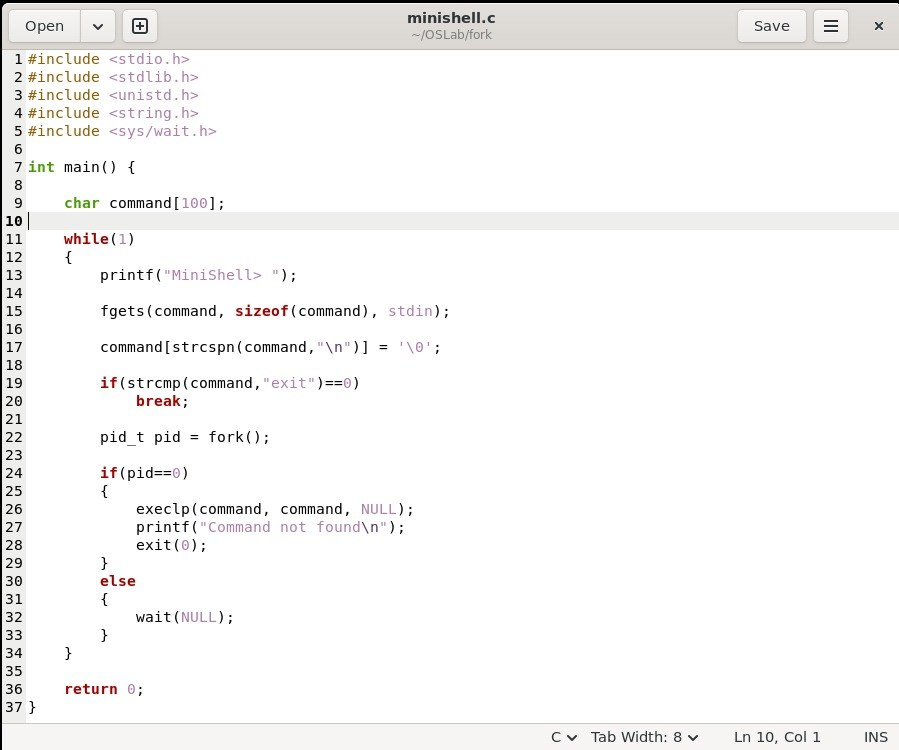 Open
minishell.c
~/OSLab/fork
Save
1 #include <stdio.h>
2 #include <stdlib.h>
3 #include <unistd.h>
4 #include <string.h>
5 #include <sys/wait.h>
6
7 int main() {
8
9     char command[100];
10
11     while(1)
12     {
13         printf("MiniShell> ");
14
15         fgets(command, sizeof(command), stdin);
16
17         command[strcspn(command,"\n")] = '\0';
18
19         if(strcmp(command,"exit")==0)
20             break;
21
22         pid_t pid = fork();
23
24         if(pid==0)
25         {
26             execlp(command, command, NULL);
27             printf("Command not found\n");
28             exit(0);
29         }
30         else
31         {
32             wait(NULL);
33         }
34     }
35
36     return 0;
37 }
C Tab Width: 8 Ln 10, Col 1 INS